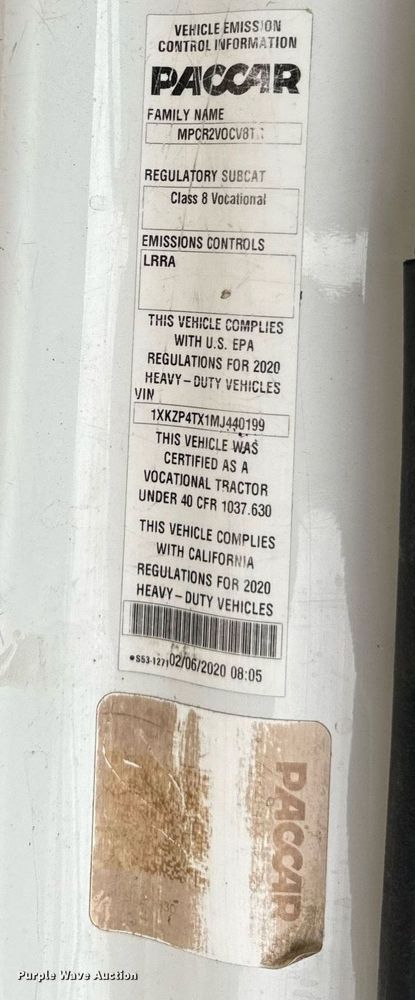 VEHICLE EMISSION
CONTROL INFORMATION
PACCAR
FAMILY NAME
REGULATORY SUBCAT
Class 8 Vocational
EMISSIONS CONTROLS
LRRA
THIS VEHICLE COMPLIES
WITH U.S. EPA
REGULATIONS FOR 2020
HEAVY-DUTY VEHICLES
VIN
1XKZP4TX1MJ440199
THIS VEHICLE WAS
CERTIFIED AS A
VOCATIONAL TRACTOR
UNDER 40 CFR 1037.630
THIS VEHICLE COMPLIES
WITH CALIFORNIA
REGULATIONS FOR 2020
HEAVY-DUTY VEHICLES
•S53-1271 02/06/2020 08:05
PACCAR
Purple Wave Auction